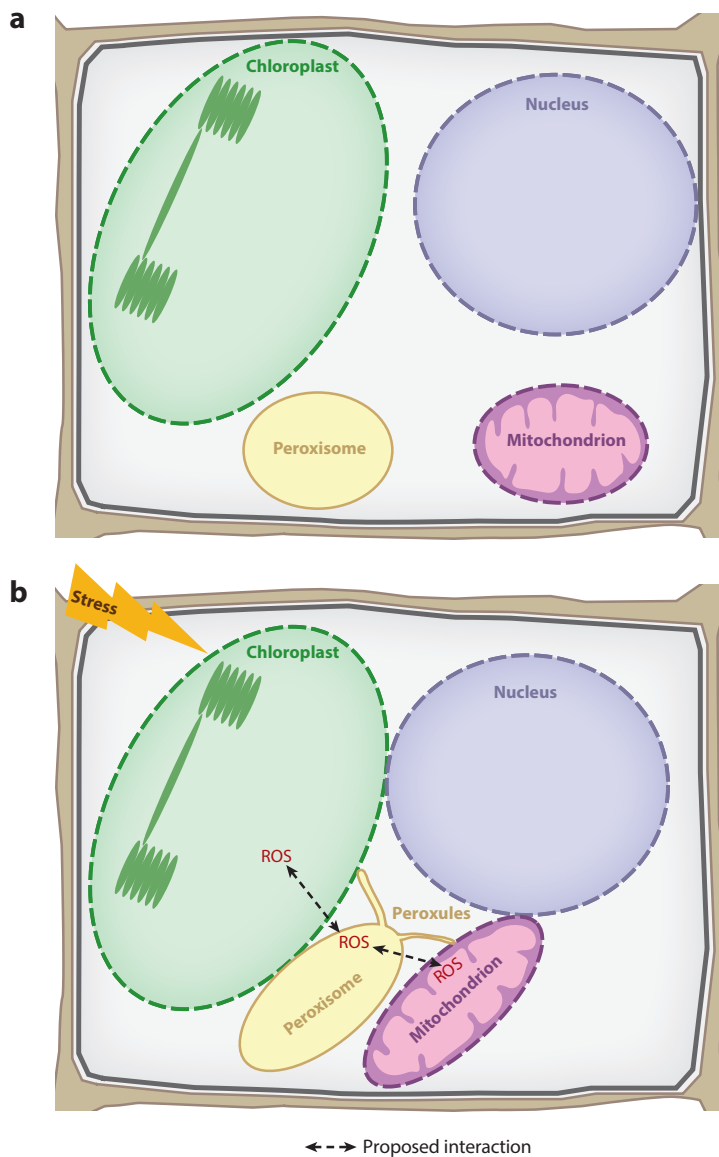 a
Chloroplast
Nucleus
Peroxisome
Mitochondrion
b
Stress
Chloroplast
Nucleus
ROS
Peroxules
ROS
ROS
Peroxisome
Mitochondrion
Proposed interaction